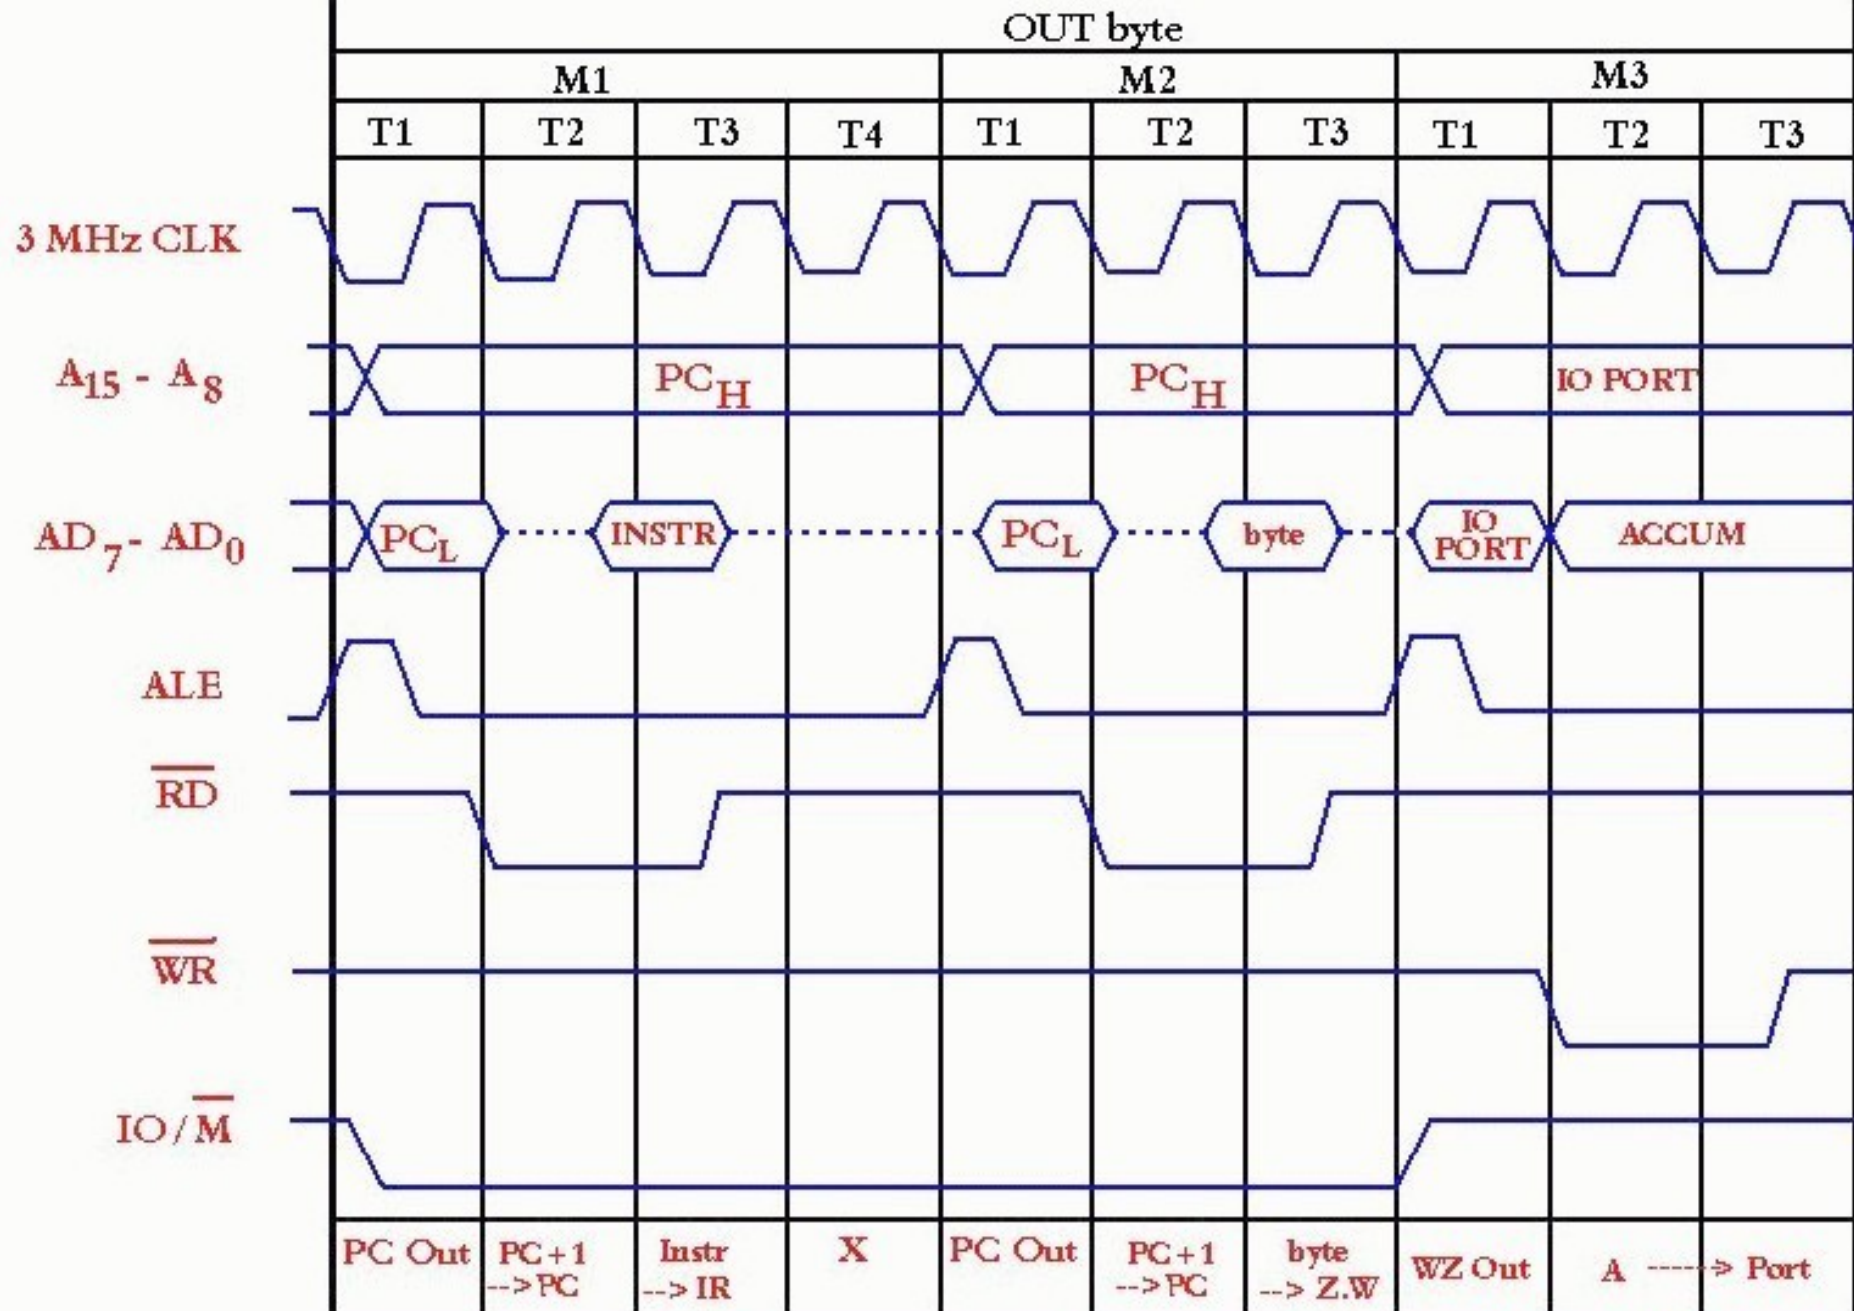 OUT byte
M1 M2 M3
T1 T2 T3 T4 T1 T2 T3 T1 T2 T3
3 MHz CLK
A15 - A8 PCH PCH IO PORT
AD7 - AD0 PCL INSTR PCL byte IO PORT ACCUM
ALE
RD
WR
IO/M
PC Out PC+1 Instr X PC Out PC+1 byte WZ Out A -----> Port
-->PC --> IR -->PC --> Z.W